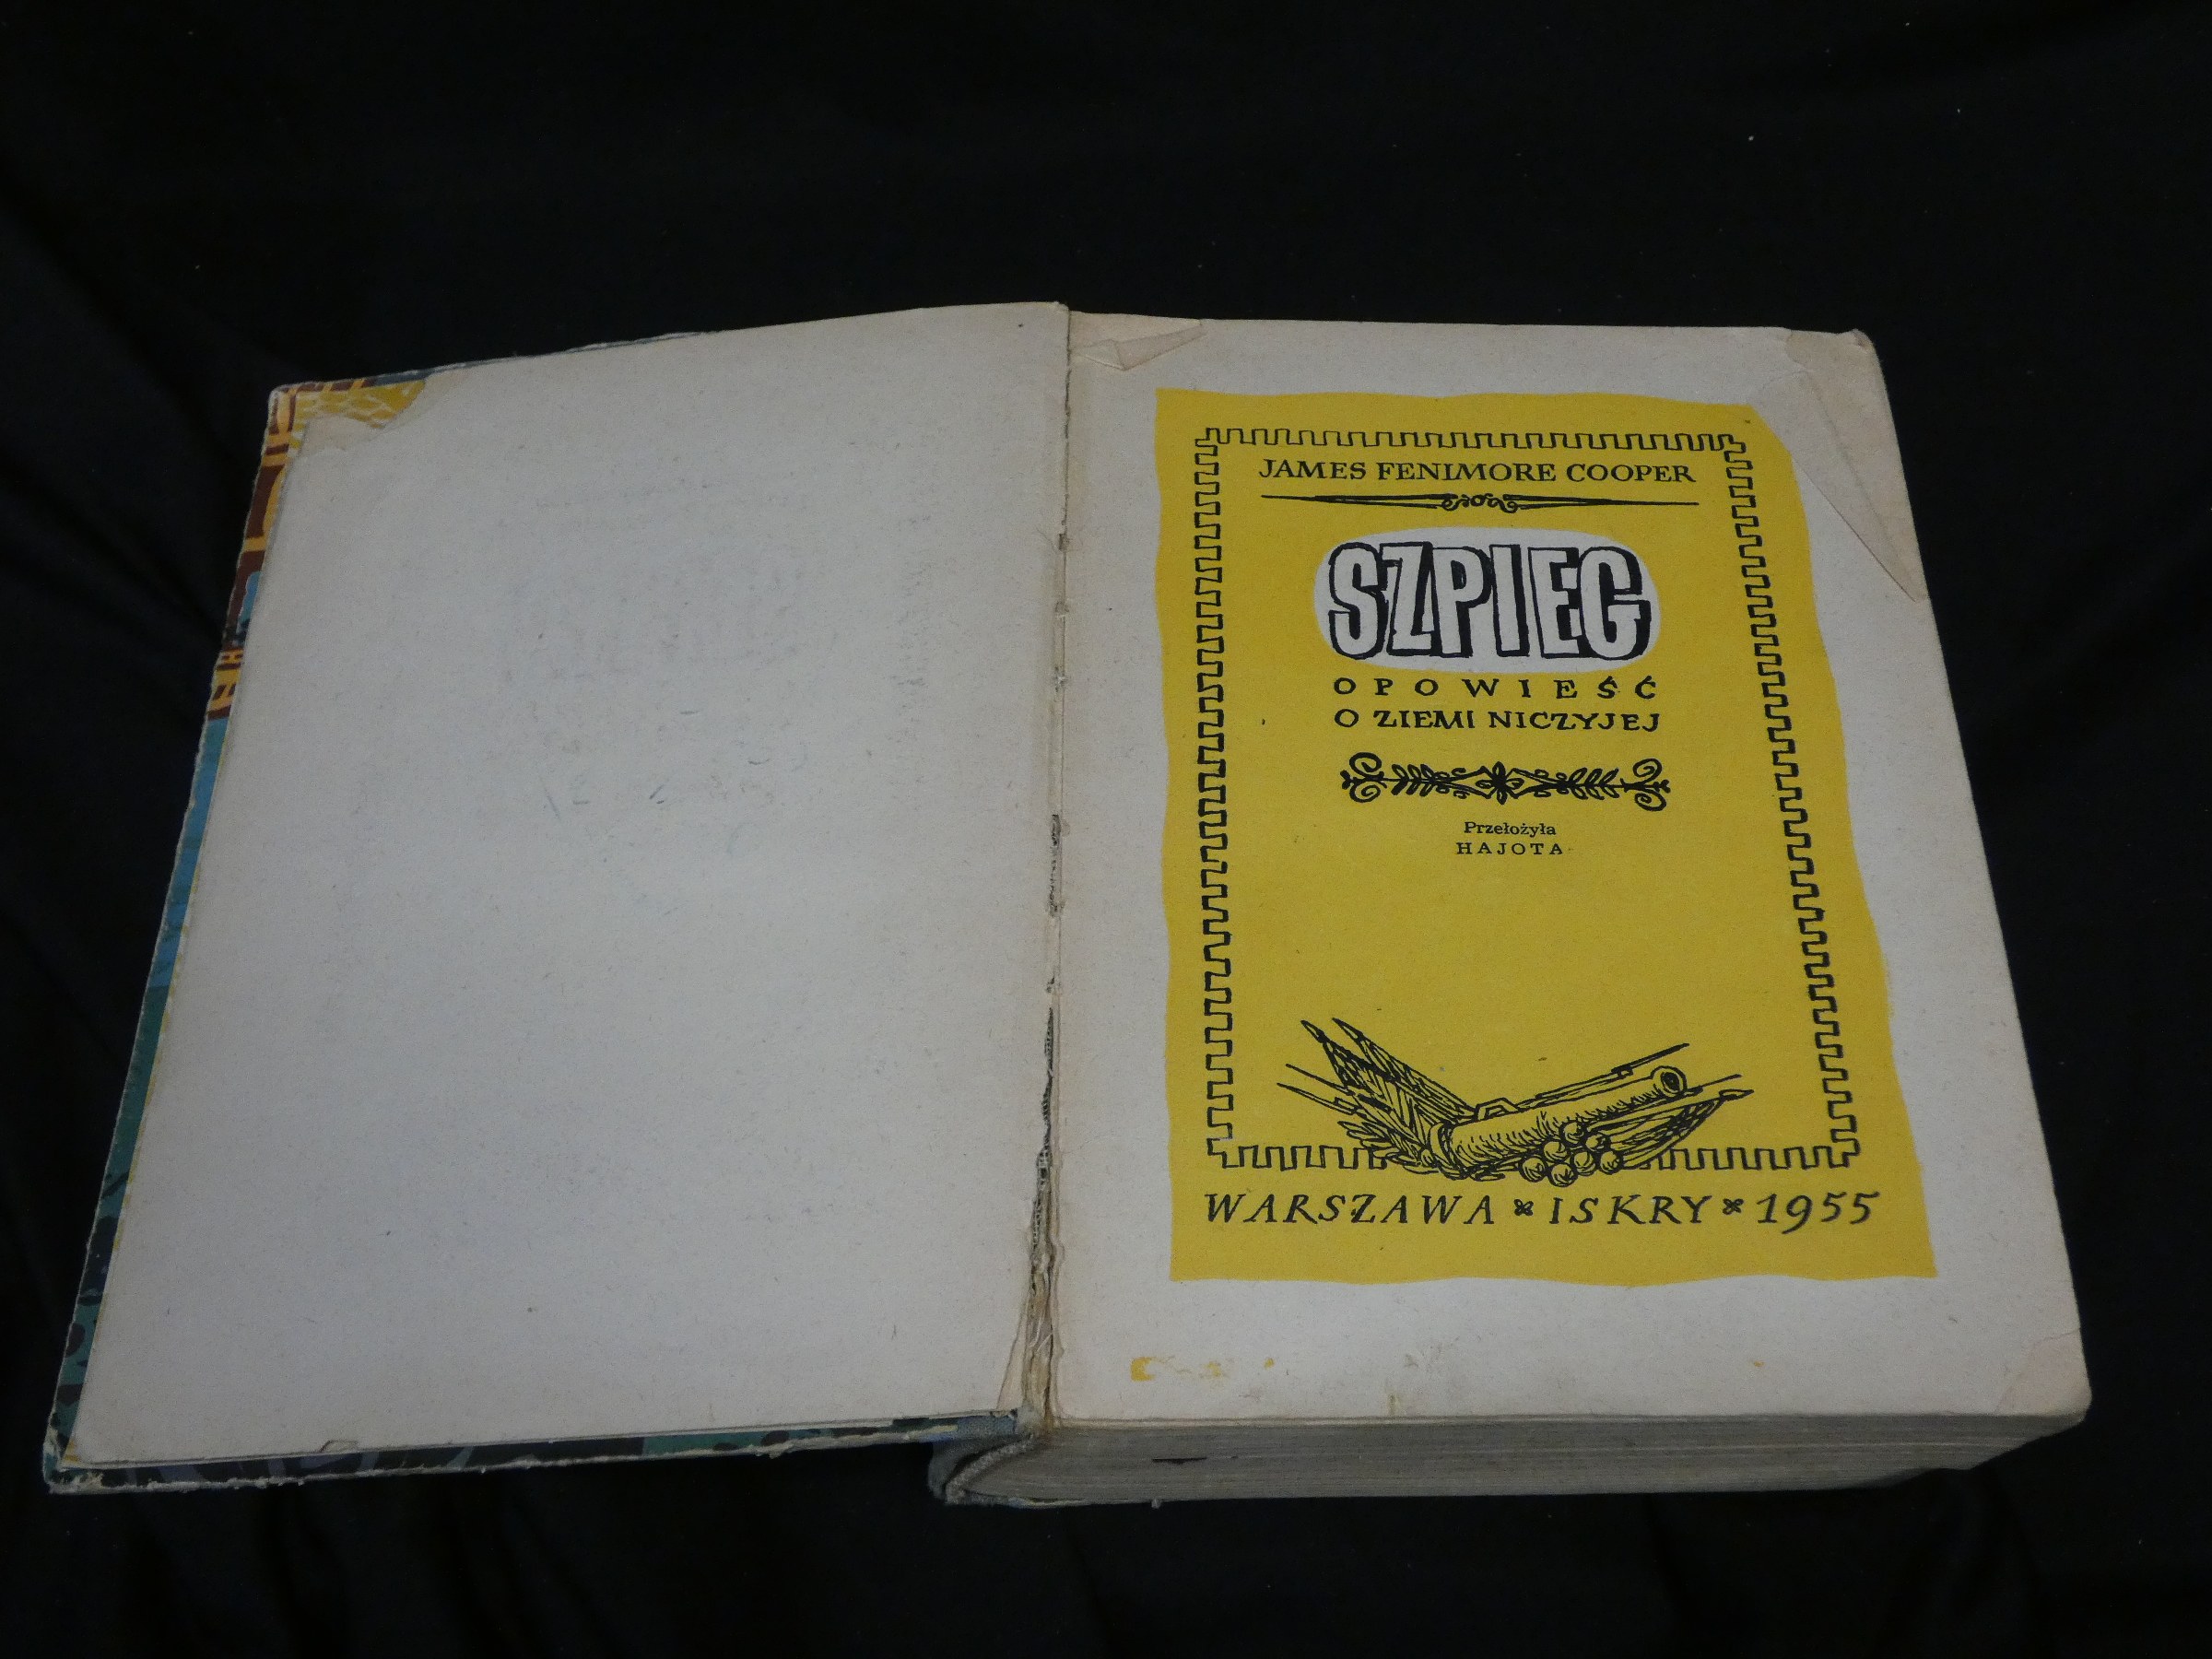 JAMES FENIMORE COOPER
SZPIEG
OPOWIEŚĆ
O ZIEMI NICZYJEJ
Przełożyła
HAJOTA
WARSZAWA * ISKRY * 1955